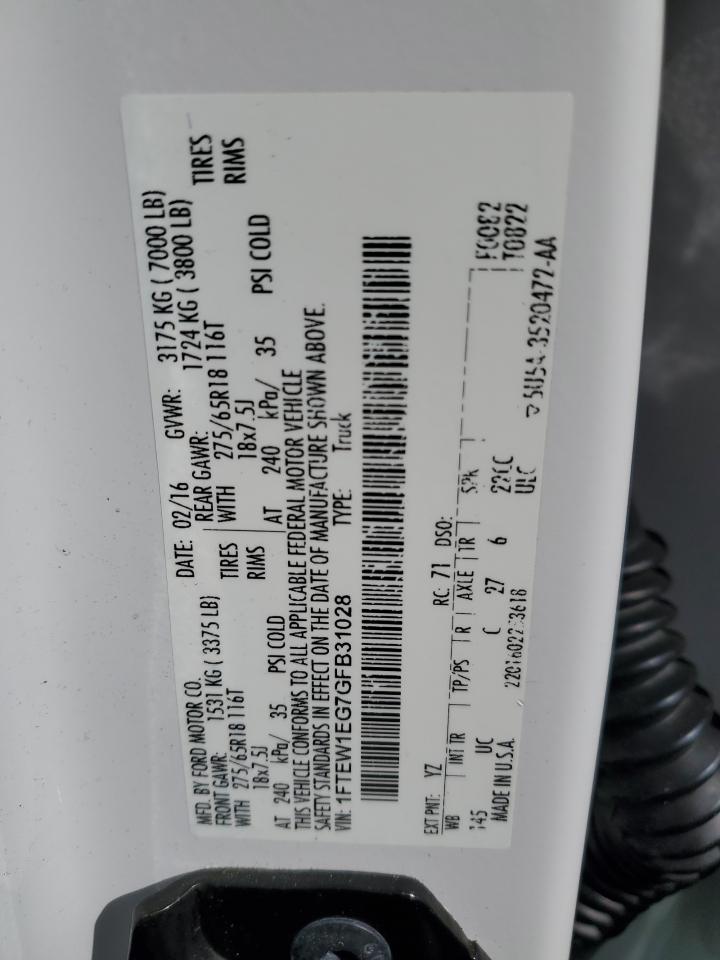 MFD. BY FORD MOTOR CO.
DATE: 02/16 GVWR: 3175 KG ( 7000 LB)
FRONT GAWR: 1531 KG ( 3375 LB)
REAR GAWR: 1724 KG ( 3800 LB)
WITH 275/65R18 116T TIRES
WITH 275/65R18 116T TIRES
18x7.5J RIMS
18x7.5J RIMS
AT 240 kPa/ 35 PSI COLD
AT 240 kPa/ 35 PSI COLD
THIS VEHICLE CONFORMS TO ALL APPLICABLE FEDERAL MOTOR VEHICLE
SAFETY STANDARDS IN EFFECT ON THE DATE OF MANUFACTURE SHOWN ABOVE.
VIN: 1FTEW1EG7GFB31028 TYPE: Truck
EXT PNT: YZ RC: 71 DSO:
WB INT TR TP/PS R AXLE TR
145 UC C 27 6
ULC
MADE IN U.S.A.
F0082
T0822